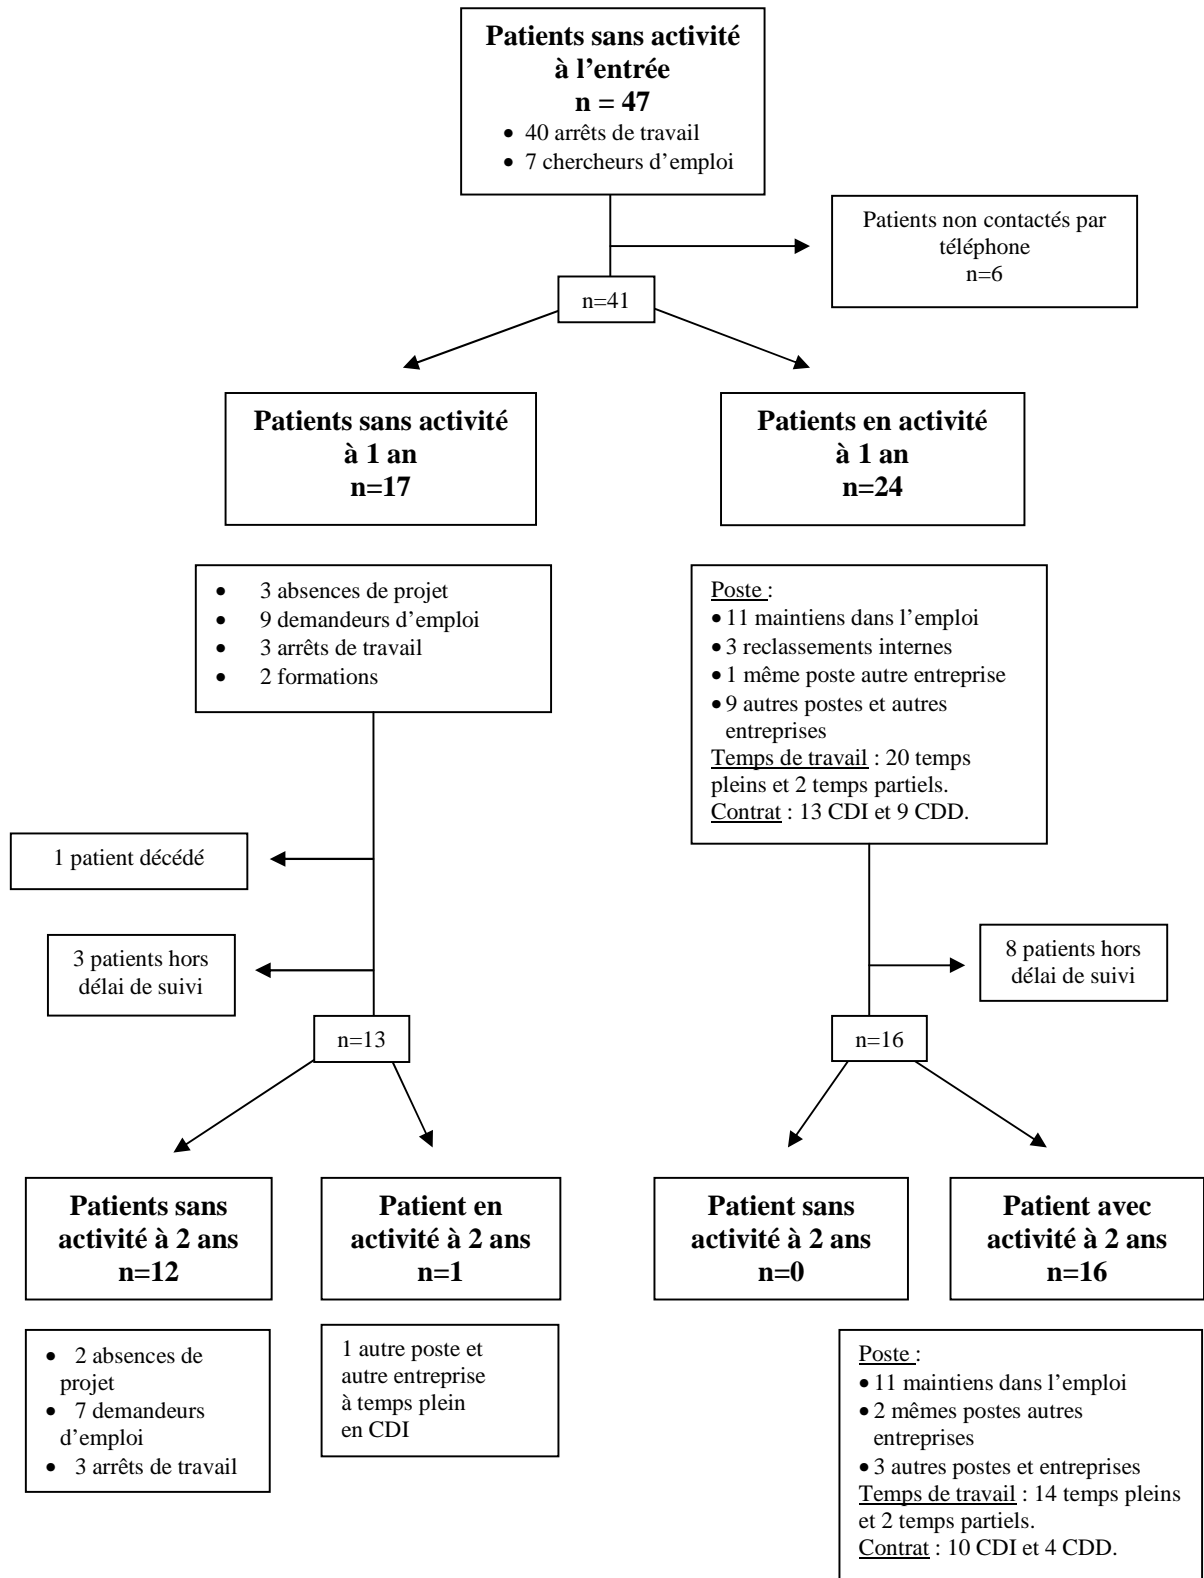 Patients sans activité
à l'entrée
n = 47
• 40 arrêts de travail
• 7 chercheurs d'emploi
Patients non contactés par
téléphone
n=6
n=41
Patients sans activité
à 1 an
n=17
Patients en activité
à 1 an
n=24
• 3 absences de projet
• 9 demandeurs d'emploi
• 3 arrêts de travail
• 2 formations
Poste :
• 11 maintiens dans l'emploi
• 3 reclassements internes
• 1 même poste autre entreprise
• 9 autres postes et autres
entreprises
Temps de travail : 20 temps
pleins et 2 temps partiels.
Contrat : 13 CDI et 9 CDD.
1 patient décédé
3 patients hors
délai de suivi
8 patients hors
délai de suivi
n=13
n=16
Patients sans
activité à 2 ans
n=12
Patient en
activité à 2 ans
n=1
Patient sans
activité à 2 ans
n=0
Patient avec
activité à 2 ans
n=16
• 2 absences de
projet
• 7 demandeurs
d'emploi
• 3 arrêts de travail
1 autre poste et
autre entreprise
à temps plein
en CDI
Poste :
• 11 maintiens dans l'emploi
• 2 mêmes postes autres
entreprises
• 3 autres postes et entreprises
Temps de travail : 14 temps pleins
et 2 temps partiels.
Contrat : 10 CDI et 4 CDD.